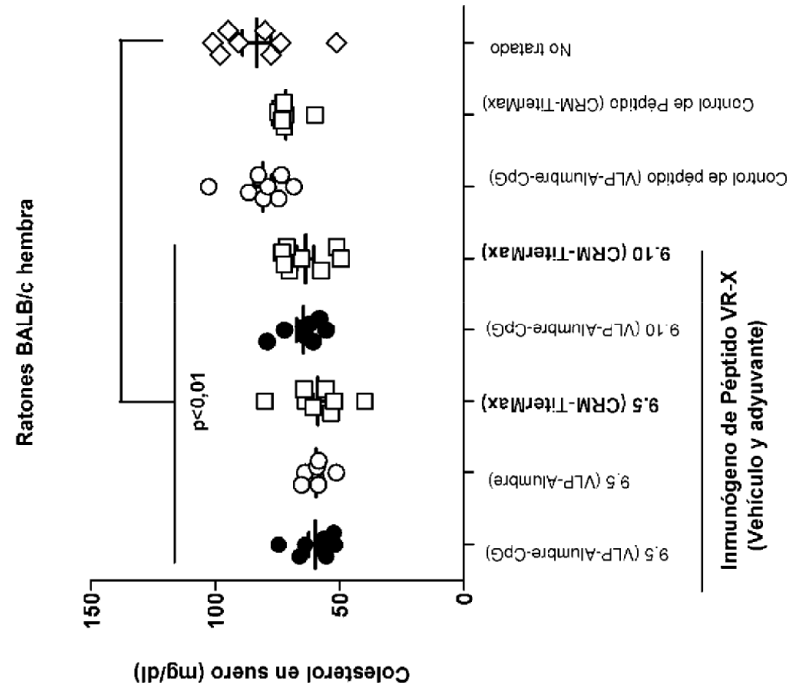 Ratones BALB/c hembra
p<0,01
Colesterol en suero (mg/dl)
150
100
50
0
9.5 (VLP-Alumbre-CpG)
9.5 (VLP-Alumbre)
9.5 (CRM-TiterMax)
9.10 (VLP-Alumbre-CpG)
9.10 (CRM-TiterMax)
Control de péptido (VLP-Alumbre-CpG)
Control de Péptido (CRM-TiterMax)
No tratado
Inmunógeno de Péptido VR-X
(Vehículo y adyuvante)